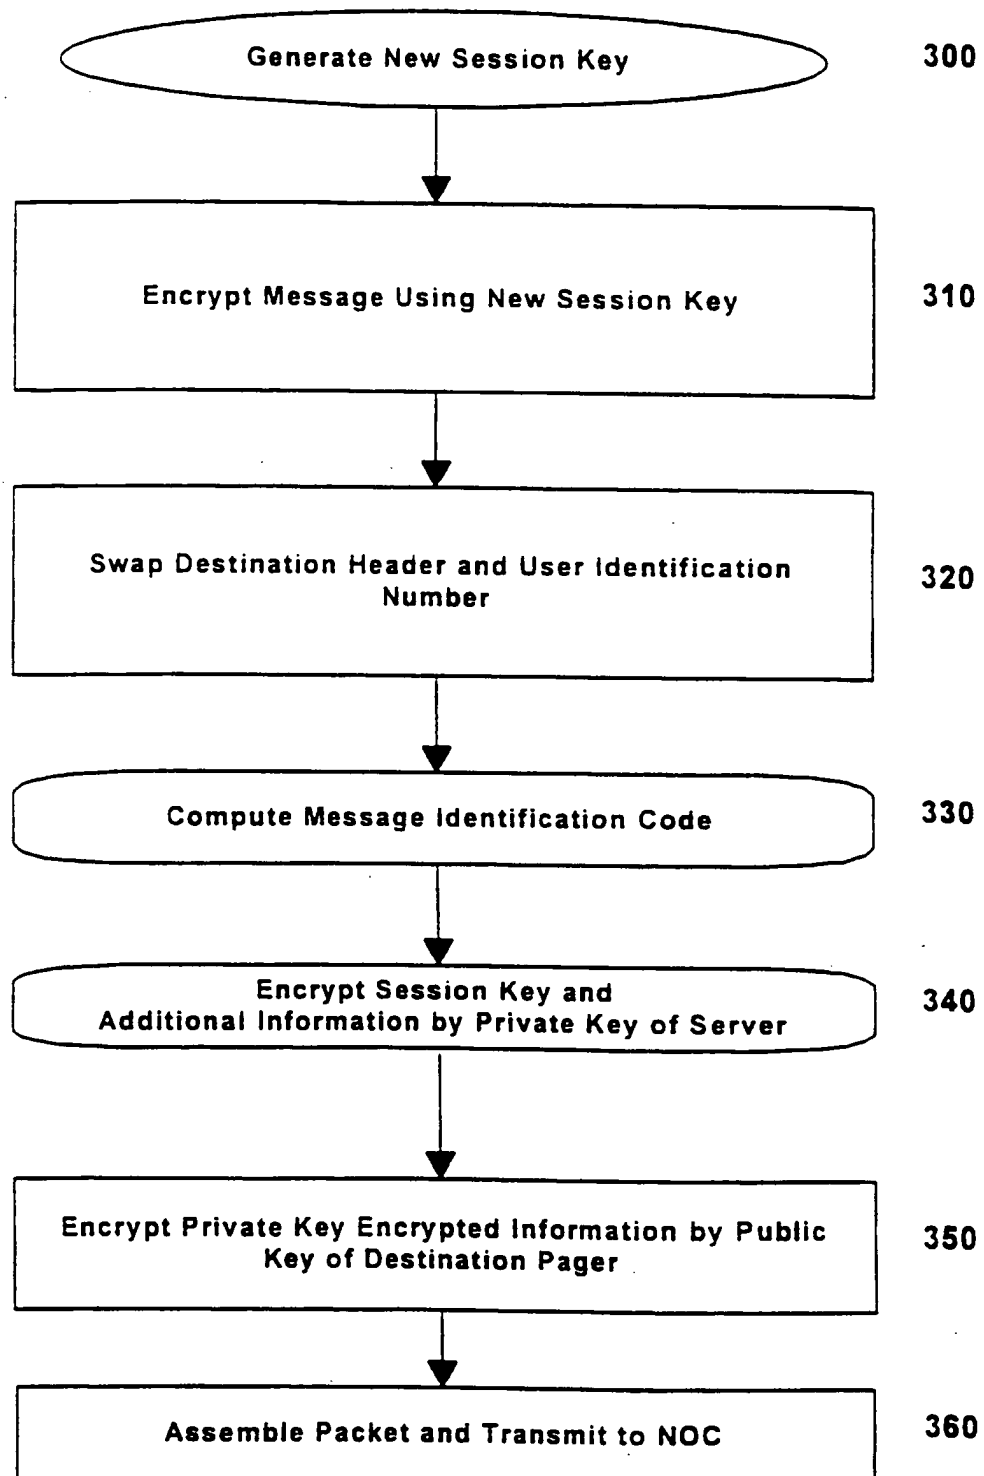 Generate New Session Key
300
Encrypt Message Using New Session Key
310
Swap Destination Header and User Identification
Number
320
Compute Message Identification Code
330
Encrypt Session Key and
Additional Information by Private Key of Server
340
Encrypt Private Key Encrypted Information by Public
Key of Destination Pager
350
Assemble Packet and Transmit to NOC
360